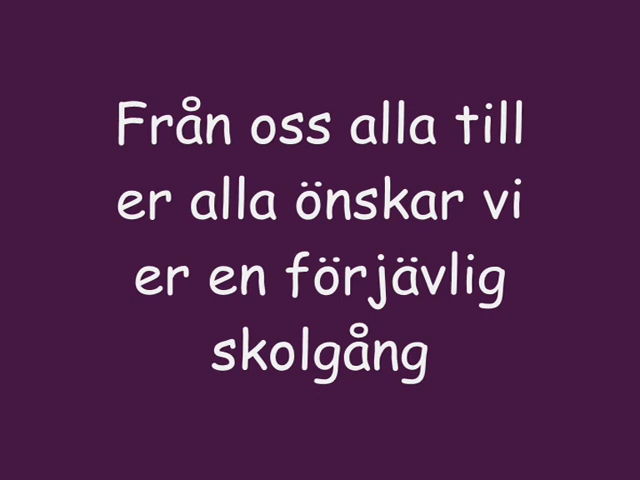 Från oss alla till
er alla önskar vi
er en förjävlig
skolgång